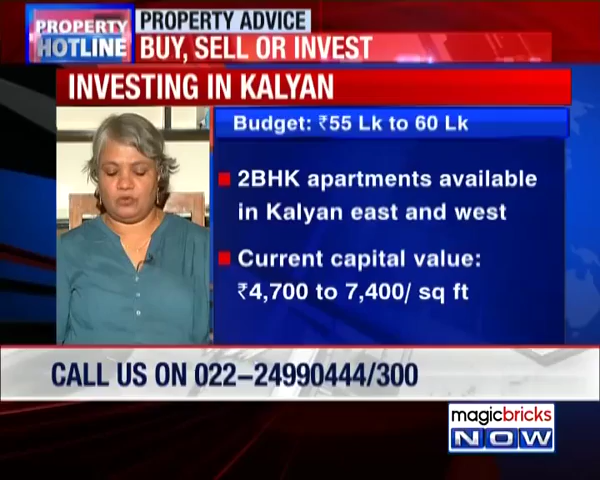 PROPERTY HOTLINE
PROPERTY ADVICE
BUY, SELL OR INVEST
INVESTING IN KALYAN
Budget: ₹55 Lk to 60 Lk
2BHK apartments available
in Kalyan east and west
Current capital value:
₹4,700 to 7,400/ sq ft
CALL US ON 022–24990444/300
magicbricks
NOW